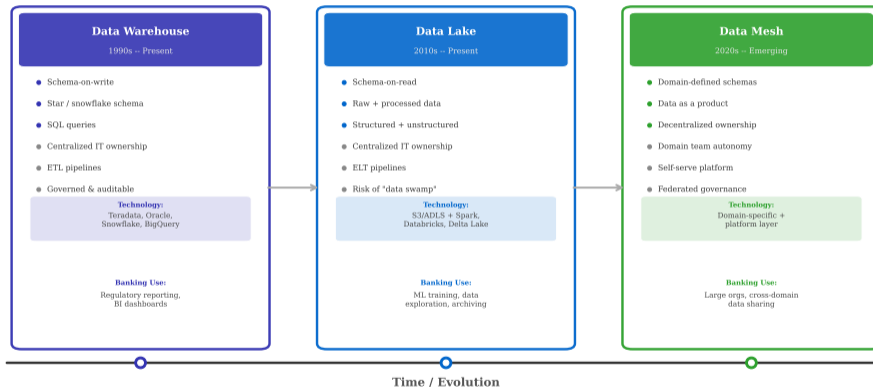 Data Warehouse
1990s -- Present
Schema-on-write
Star / snowflake schema
SQL queries
Centralized IT ownership
ETL pipelines
Governed & auditable
Technology:
Teradata, Oracle,
Snowflake, BigQuery
Banking Use:
Regulatory reporting,
BI dashboards
Data Lake
2010s -- Present
Schema-on-read
Raw + processed data
Structured + unstructured
Centralized IT ownership
ELT pipelines
Risk of "data swamp"
Technology:
S3/ADLS + Spark,
Databricks, Delta Lake
Banking Use:
ML training, data
exploration, archiving
Data Mesh
2020s -- Emerging
Domain-defined schemas
Data as a product
Decentralized ownership
Domain team autonomy
Self-serve platform
Federated governance
Technology:
Domain-specific +
platform layer
Banking Use:
Large orgs, cross-domain
data sharing
Time / Evolution